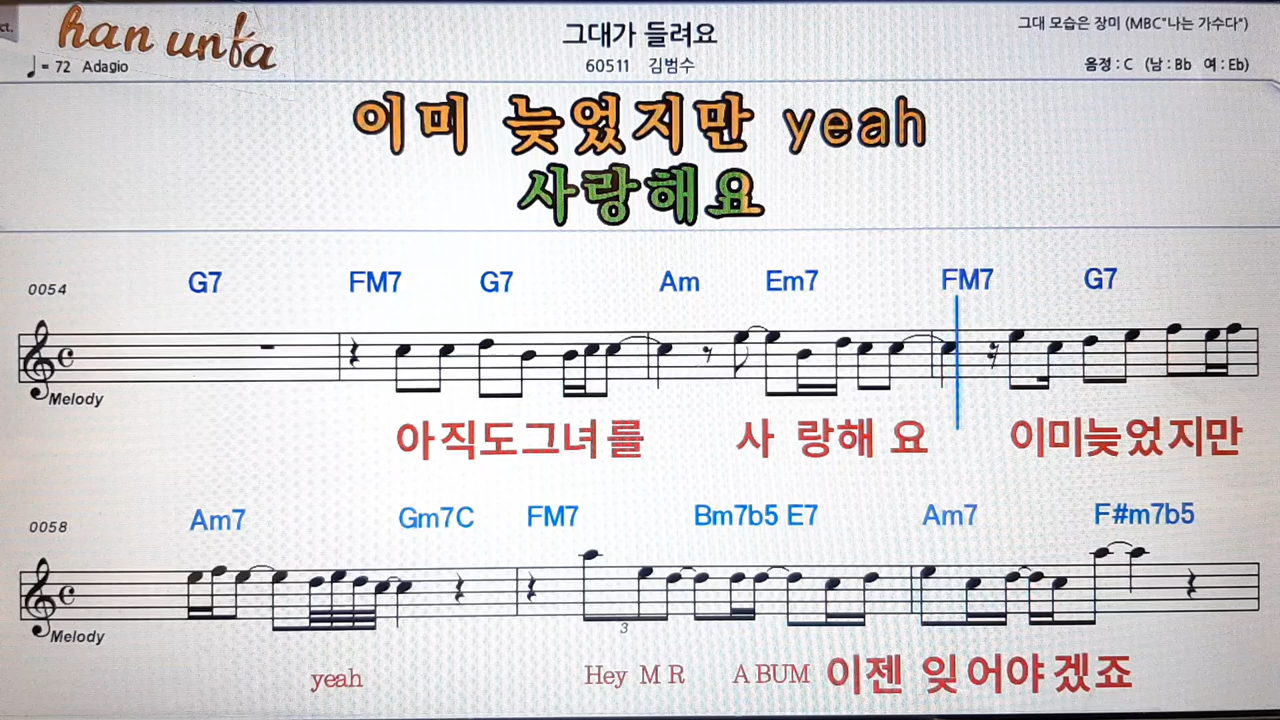 ct.
han unfa
그대가 들려요
그대 모습은 장미 (MBC"나는 가수다")
♩= 72 Adagio
60511 김범수
음정 : C (남 : Bb 여 : Eb)
이미 늦었지만 yeah
사랑해요
0054 G7 FM7 G7 Am Em7 FM7 G7
Melody
아직도그녀를 사 랑해 요 이미늦었지만
0058 Am7 Gm7C FM7 Bm7b5 E7 Am7 F#m7b5
3
Melody
yeah Hey M R A BUM 이젠 잊어야겠죠